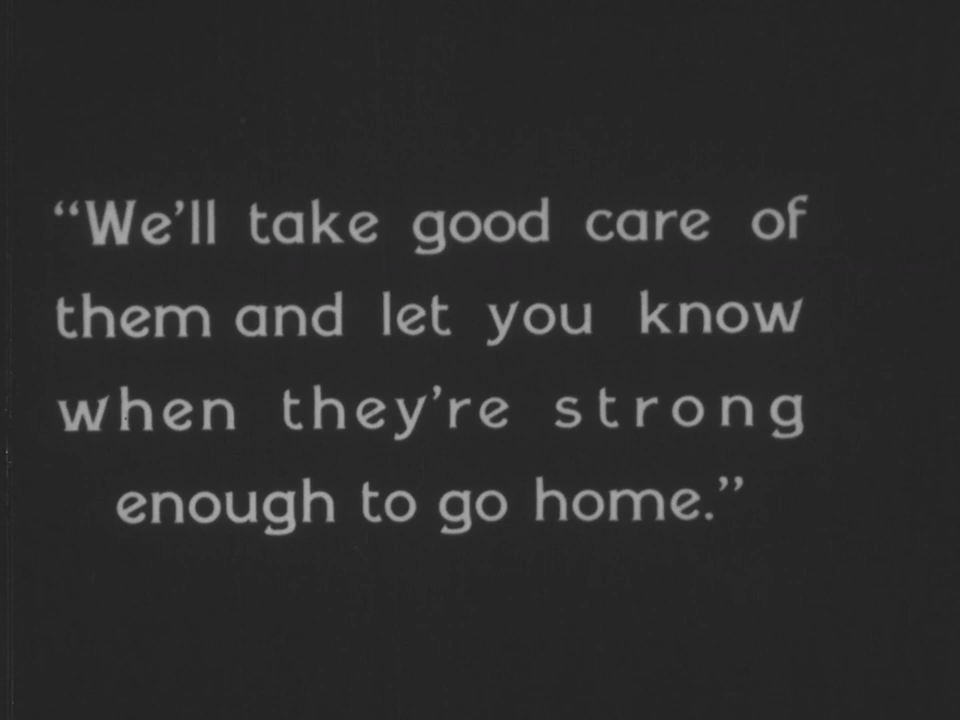 “We’ll take good care of
them and let you know
when they’re strong
enough to go home.”